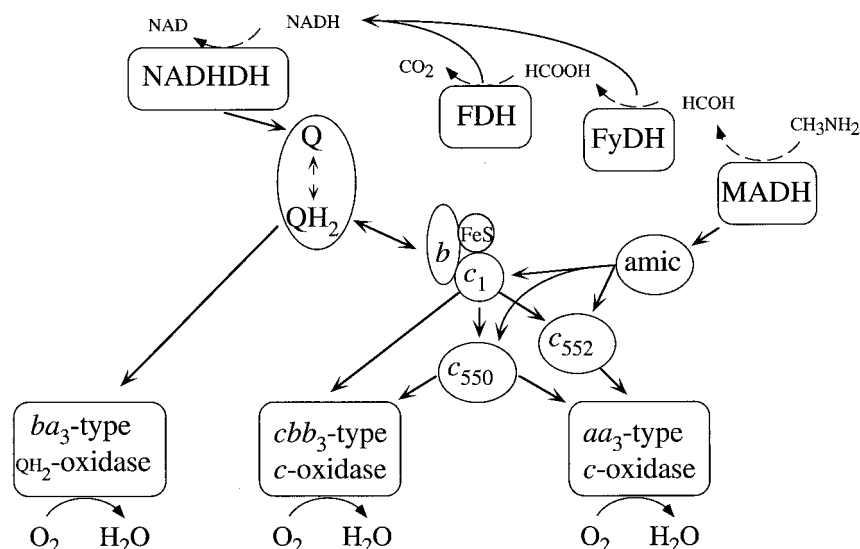 NAD
NADH
NADHDH
CO₂
HCOOH
FDH
HCOH
FyDH
CH3NH2
MADH
Q
QH₂
b
FeS
c₁
amic
c₅₅₂
c₅₅₀
ba₃-type
QH₂-oxidase
cbb₃-type
c-oxidase
aa₃-type
c-oxidase
O₂ H₂O
O₂ H₂O
O₂ H₂O